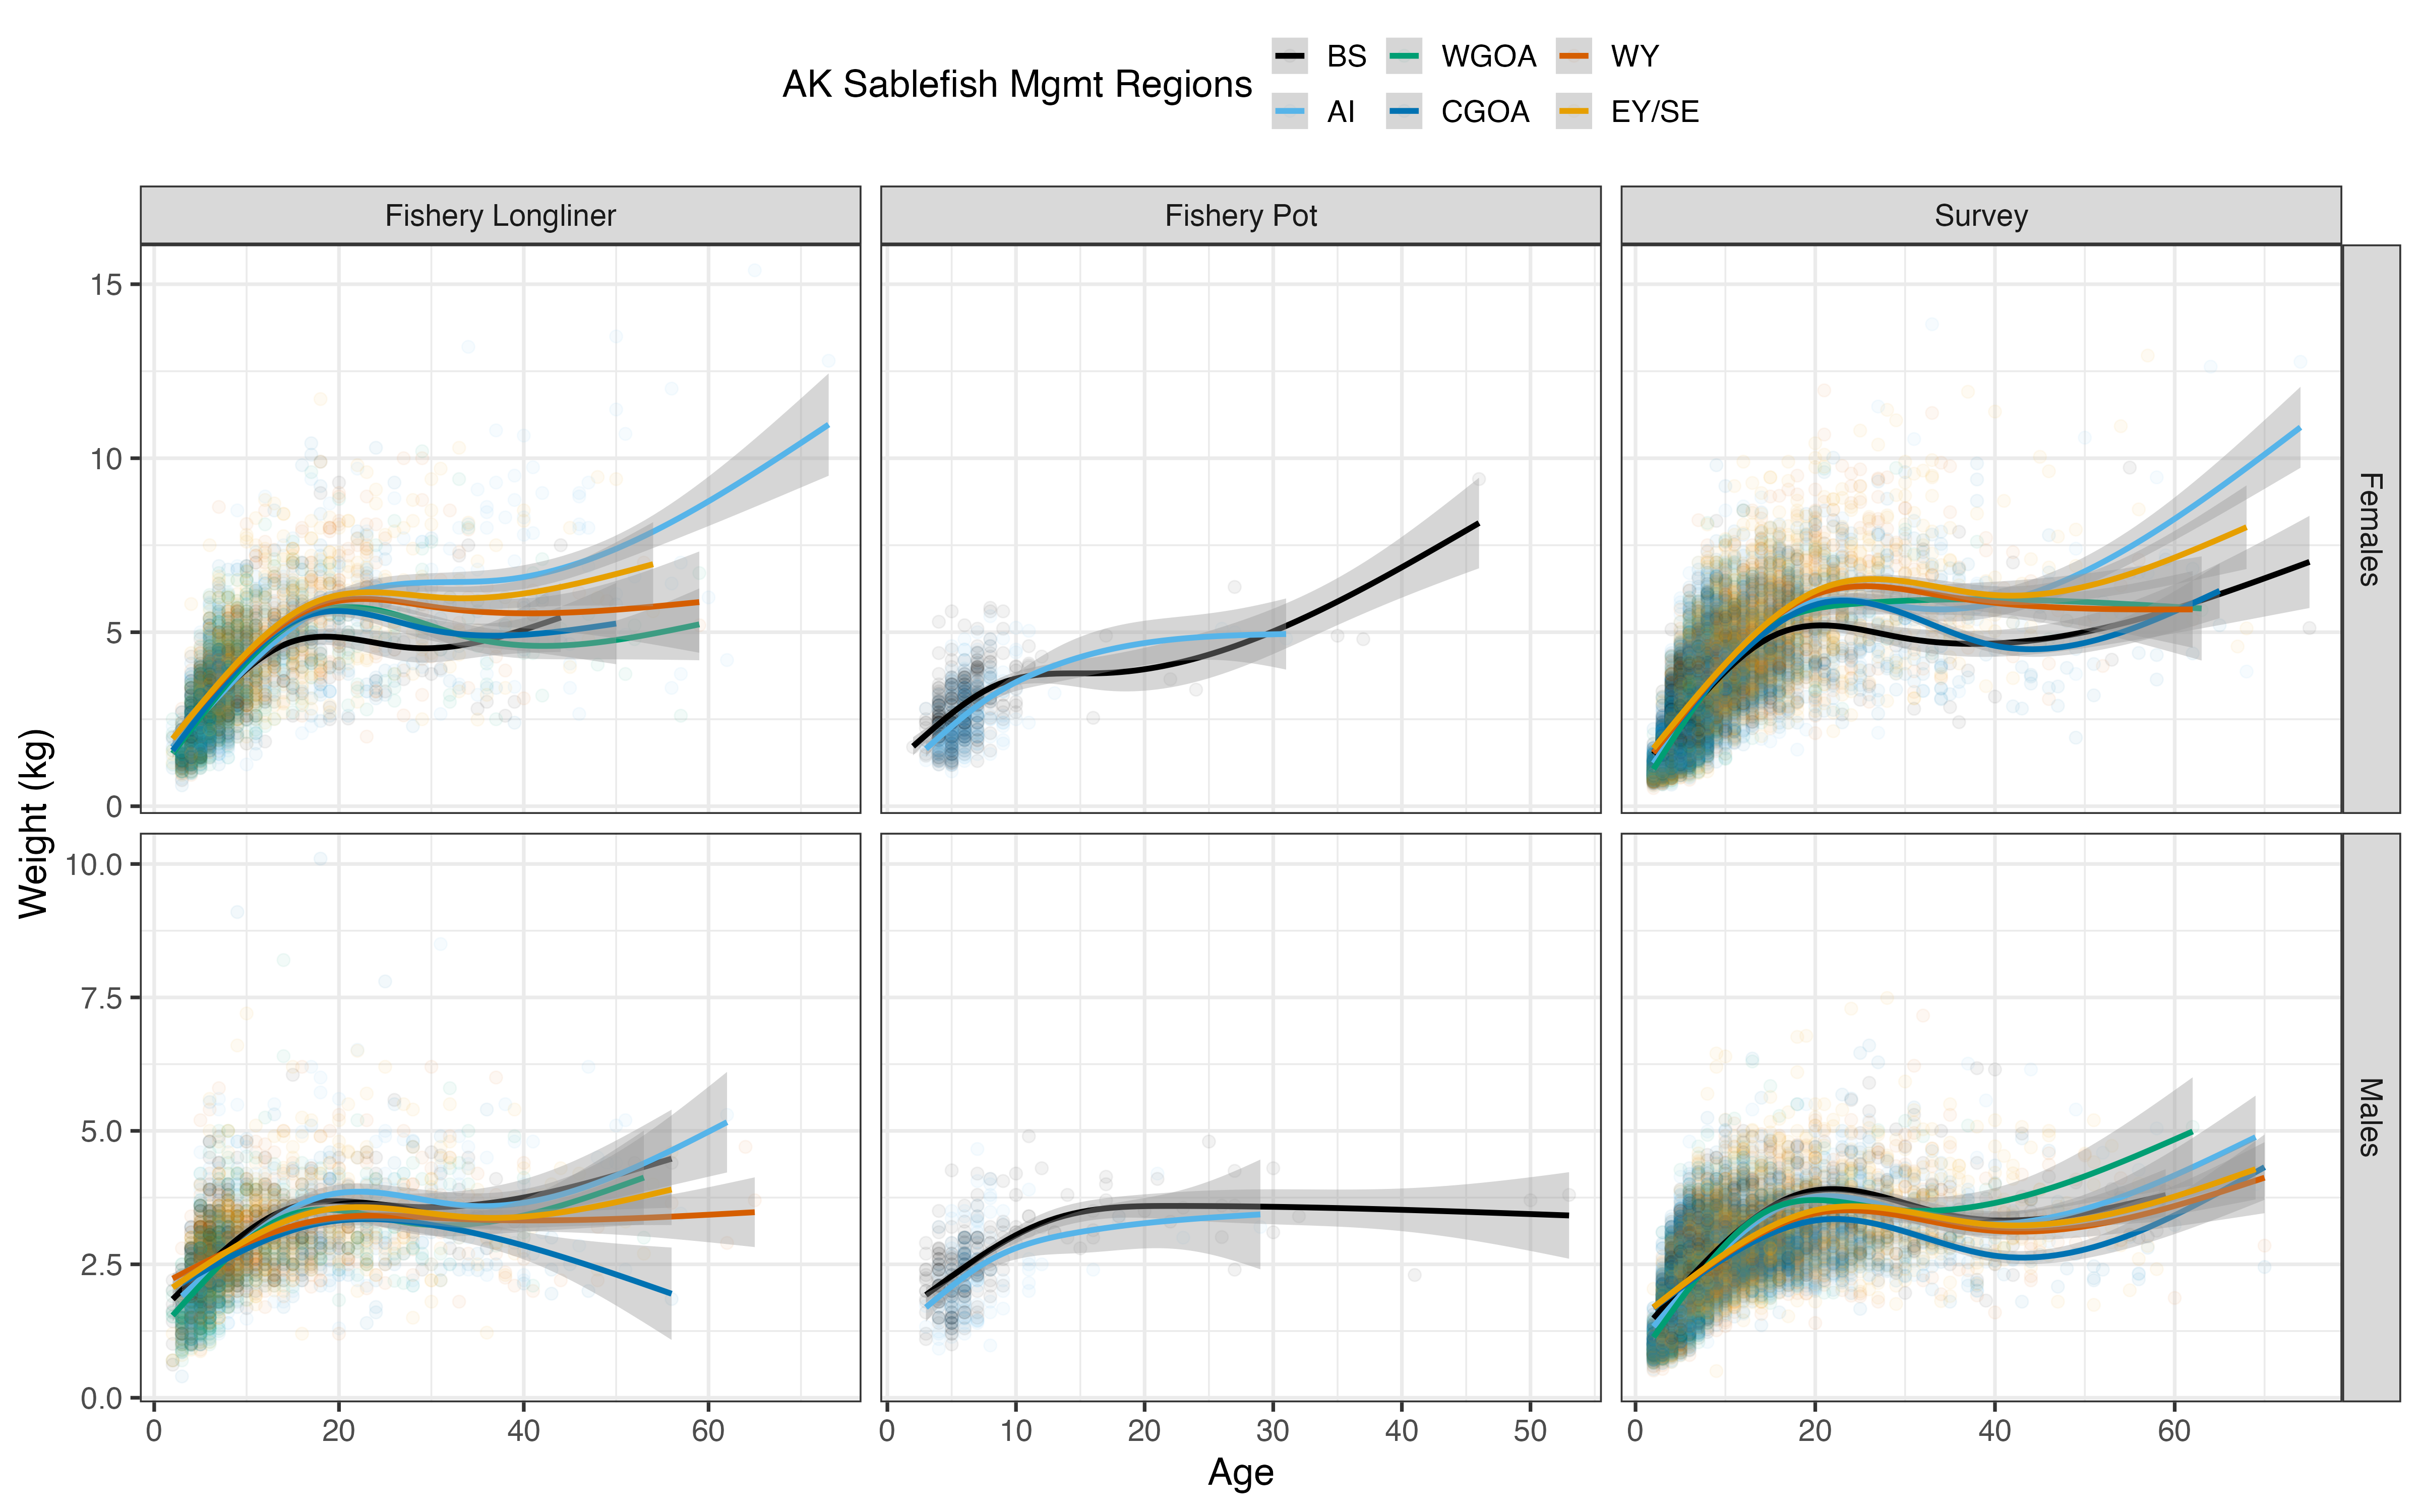 AK Sablefish Mgmt Regions
BS WGOA WY
AI CGOA EY/SE
Fishery Longliner Fishery Pot Survey
Females
Males
Weight (kg)
15
10
5
0
10.0
7.5
5.0
2.5
0.0
0 20 40 60 0 10 20 30 40 50 0 20 40 60
Age